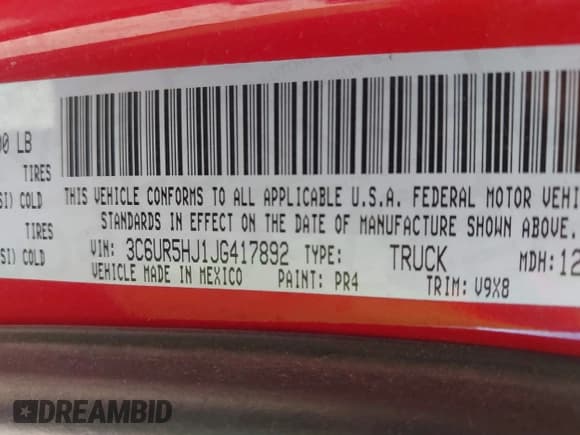 00 LB
TIRES
SI) COLD
TIRES
SI) COLD
THIS VEHICLE CONFORMS TO ALL APPLICABLE U.S.A. FEDERAL MOTOR VEHI
STANDARDS IN EFFECT ON THE DATE OF MANUFACTURE SHOWN ABOVE.
VIN: 3C6UR5HJ1JG417892 TYPE: TRUCK MDH: 12
VEHICLE MADE IN MEXICO PAINT: PR4 TRIM: V9X8
DREAMBID